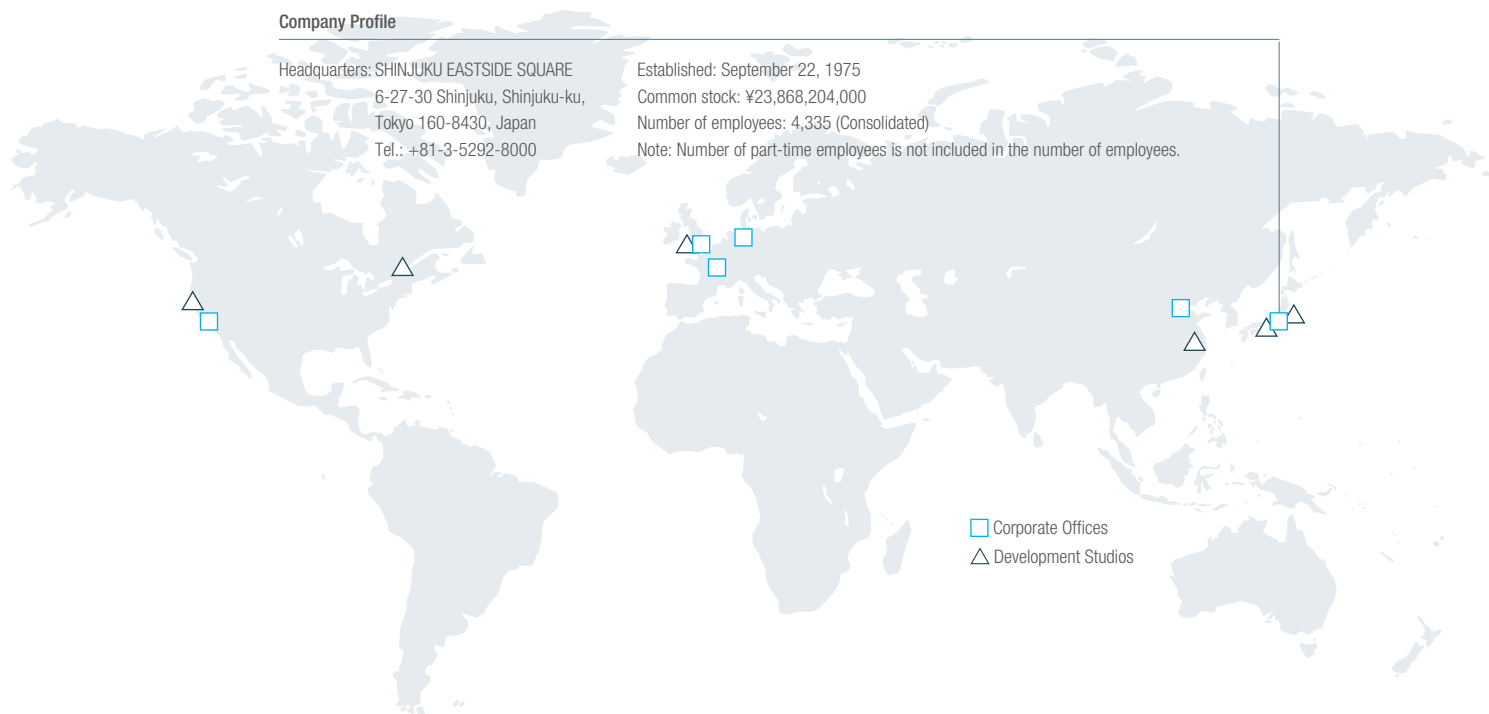 Company Profile
Headquarters: SHINJUKU EASTSIDE SQUARE
6-27-30 Shinjuku, Shinjuku-ku,
Tokyo 160-8430, Japan
Tel.: +81-3-5292-8000
Established: September 22, 1975
Common stock: ¥23,868,204,000
Number of employees: 4,335 (Consolidated)
Note: Number of part-time employees is not included in the number of employees.
Corporate Offices
Development Studios